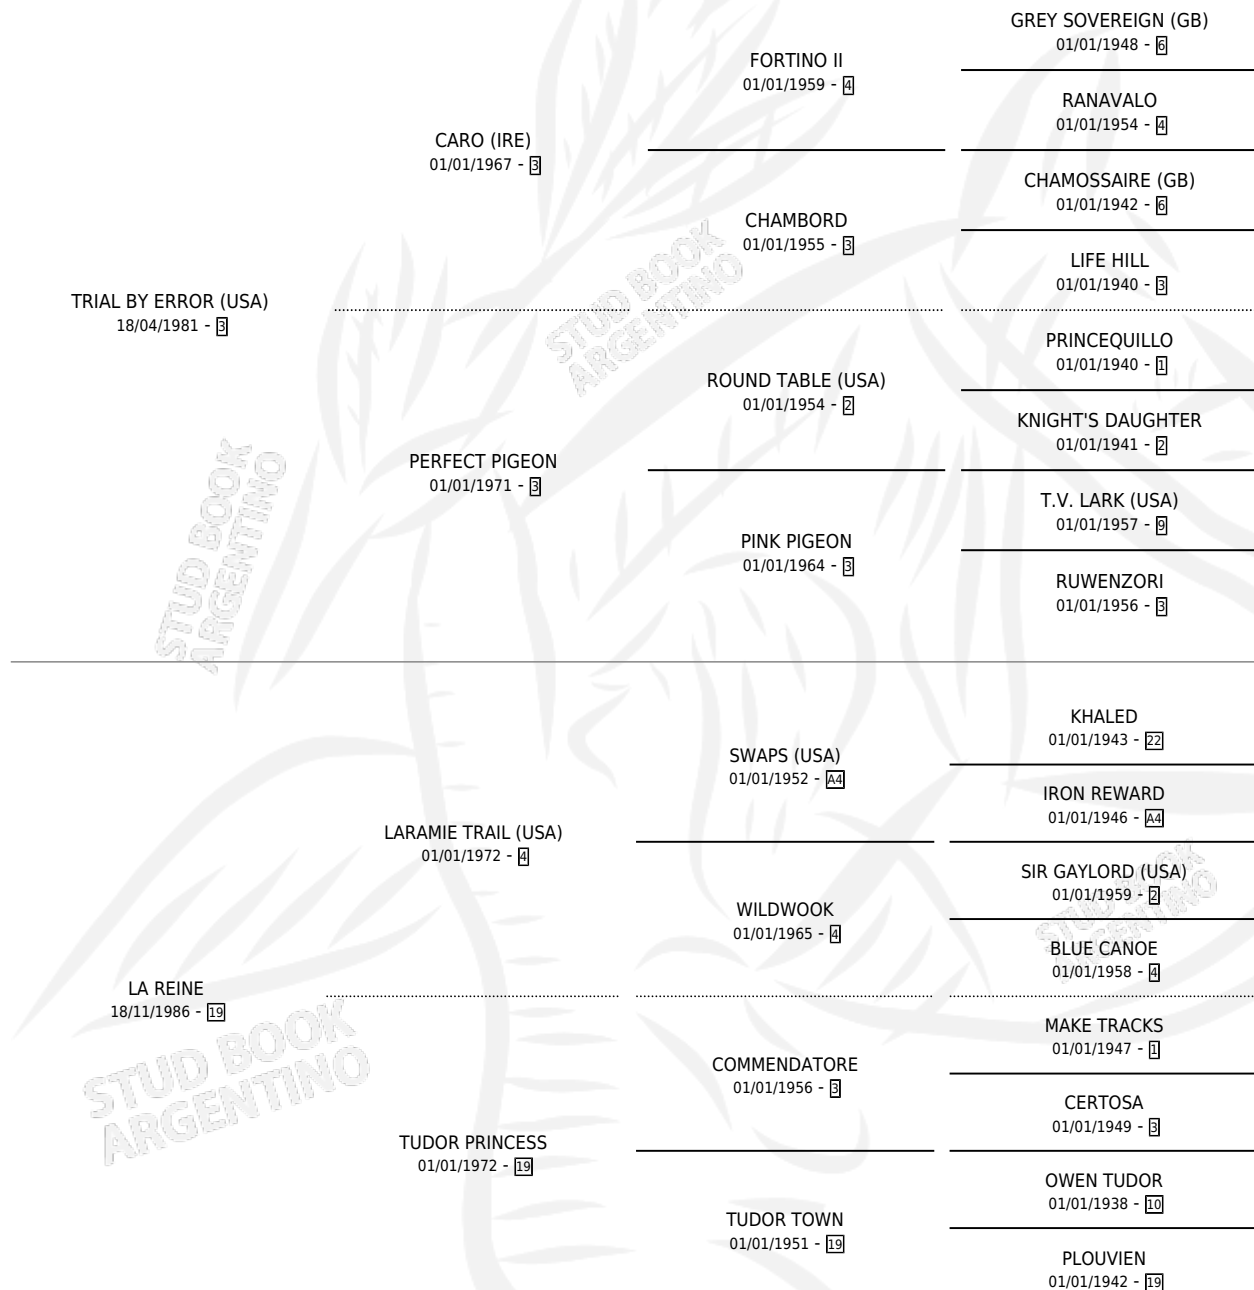 GREY SOVEREIGN (GB)
01/01/1948 - 6
FORTINO II
01/01/1959 - 4
RANAVALO
01/01/1954 - 4
CARO (IRE)
01/01/1967 - 3
CHAMOSSAIRE (GB)
01/01/1942 - 6
CHAMBORD
01/01/1955 - 3
LIFE HILL
01/01/1940 - 3
TRIAL BY ERROR (USA)
18/04/1981 - 3
PRINCEQUILLO
01/01/1940 - 1
ROUND TABLE (USA)
01/01/1954 - 2
KNIGHT'S DAUGHTER
01/01/1941 - 2
PERFECT PIGEON
01/01/1971 - 3
T.V. LARK (USA)
01/01/1957 - 9
PINK PIGEON
01/01/1964 - 3
RUWENZORI
01/01/1956 - 3
KHALED
01/01/1943 - 22
SWAPS (USA)
01/01/1952 - A4
IRON REWARD
01/01/1946 - A4
LARAMIE TRAIL (USA)
01/01/1972 - 4
SIR GAYLORD (USA)
01/01/1959 - 2
WILDWOOK
01/01/1965 - 4
BLUE CANOE
01/01/1958 - 4
LA REINE
18/11/1986 - 19
MAKE TRACKS
01/01/1947 - 1
COMMENDATORE
01/01/1956 - 3
CERTOSA
01/01/1949 - 3
TUDOR PRINCESS
01/01/1972 - 19
OWEN TUDOR
01/01/1938 - 10
TUDOR TOWN
01/01/1951 - 19
PLOUVIEN
01/01/1942 - 19
STUD BOOK
ARGENTINO
STUD BOOK
ARGENTINO
STUD BOOK
ARGENTINO
STUD BOOK
ARGENTINO